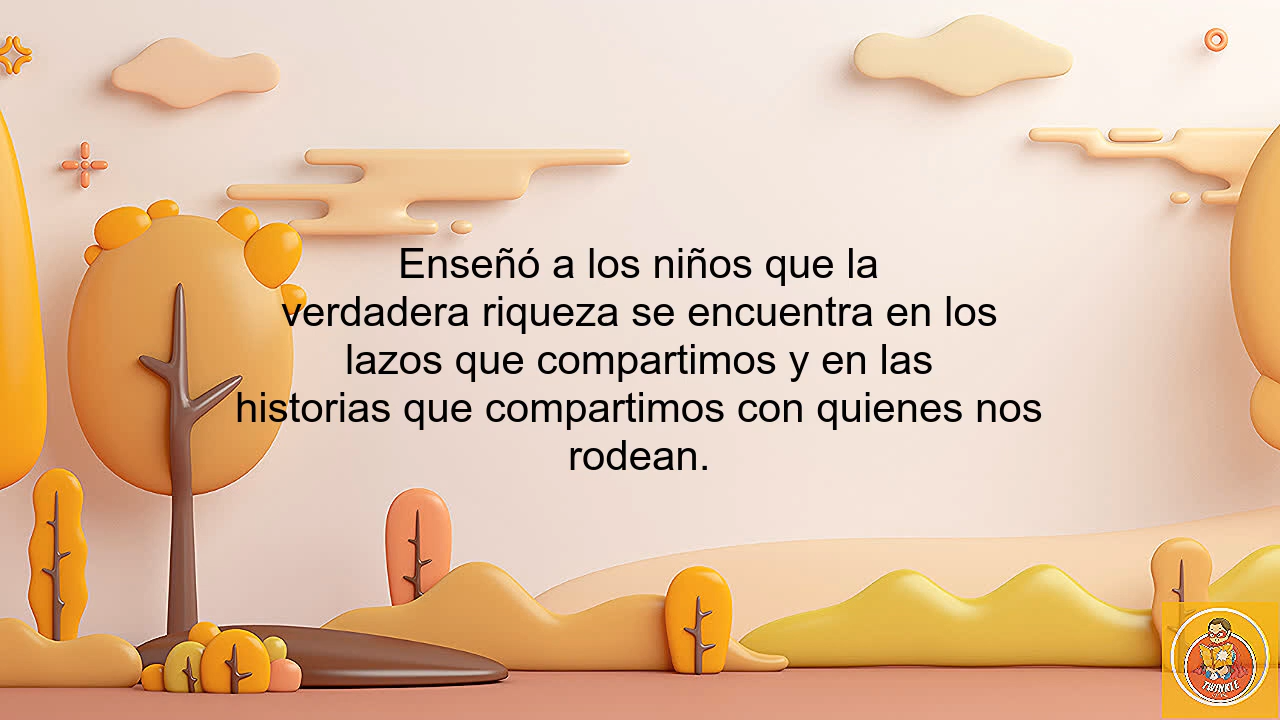 Enseñó a los niños que la
verdadera riqueza se encuentra en los
lazos que compartimos y en las
historias que compartimos con quienes nos
rodean.
TWINKLE